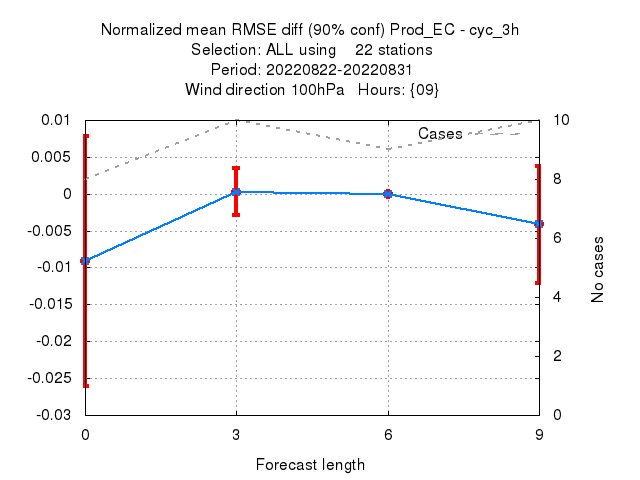 Normalized mean RMSE diff (90% conf) Prod_EC - cyc_3h
Selection: ALL using    22 stations
Period: 20220822-20220831
Wind direction 100hPa   Hours: {09}
0.01
0.005
0
-0.005
-0.01
-0.015
-0.02
-0.025
-0.03
Cases
10
8
6
4
2
0
No cases
0
3
6
9
Forecast length